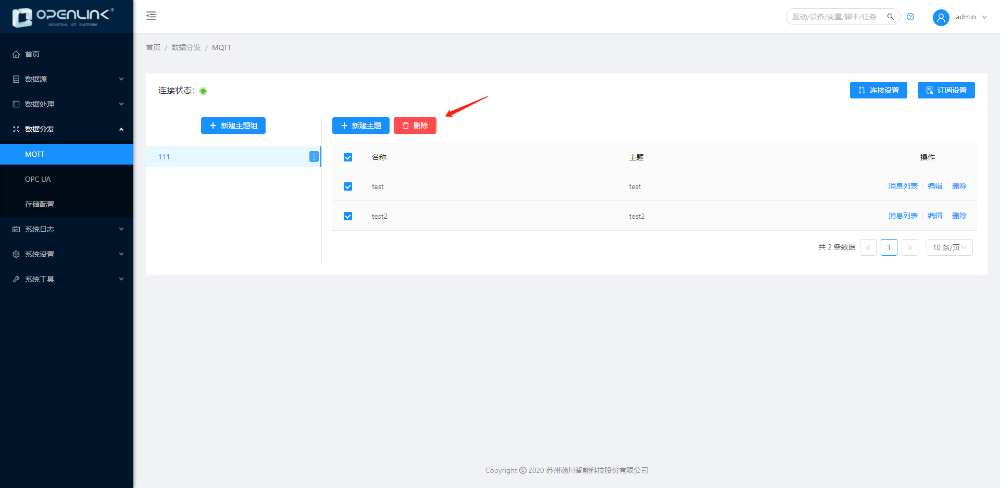 OPENLINK®
INDUSTRIAL IOT PLATFORM
驱动/设备/变量/脚本/任务
admin
首页 / 数据分发 / MQTT
首页
数据源
数据处理
数据分发
MQTT
OPC UA
存储配置
系统日志
系统设置
系统工具
连接状态：
连接设置
订阅设置
新建主题组
111
新建主题
删除
名称 主题 操作
test test 消息列表 编辑 删除
test2 test2 消息列表 编辑 删除
共 2 条数据 < 1 > 10 条/页
Copyright © 2020 苏州瀚川智能科技股份有限公司